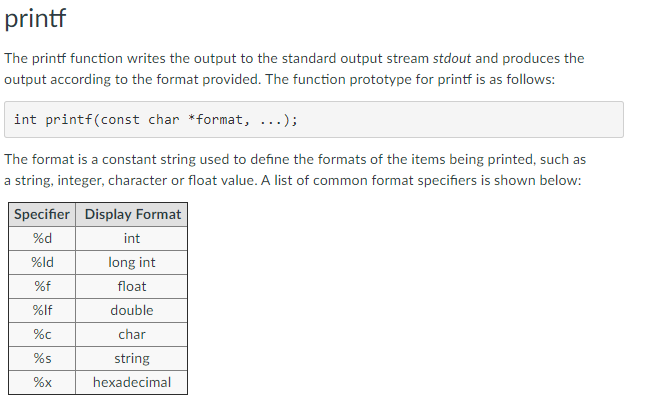 printf
The printf function writes the output to the standard output stream stdout and produces the
output according to the format provided. The function prototype for printf is as follows:
int printf(const char *format, ...);
The format is a constant string used to define the formats of the items being printed, such as
a string, integer, character or float value. A list of common format specifiers is shown below:
Specifier Display Format
%d int
%ld long int
%f float
%lf double
%c char
%s string
%x hexadecimal